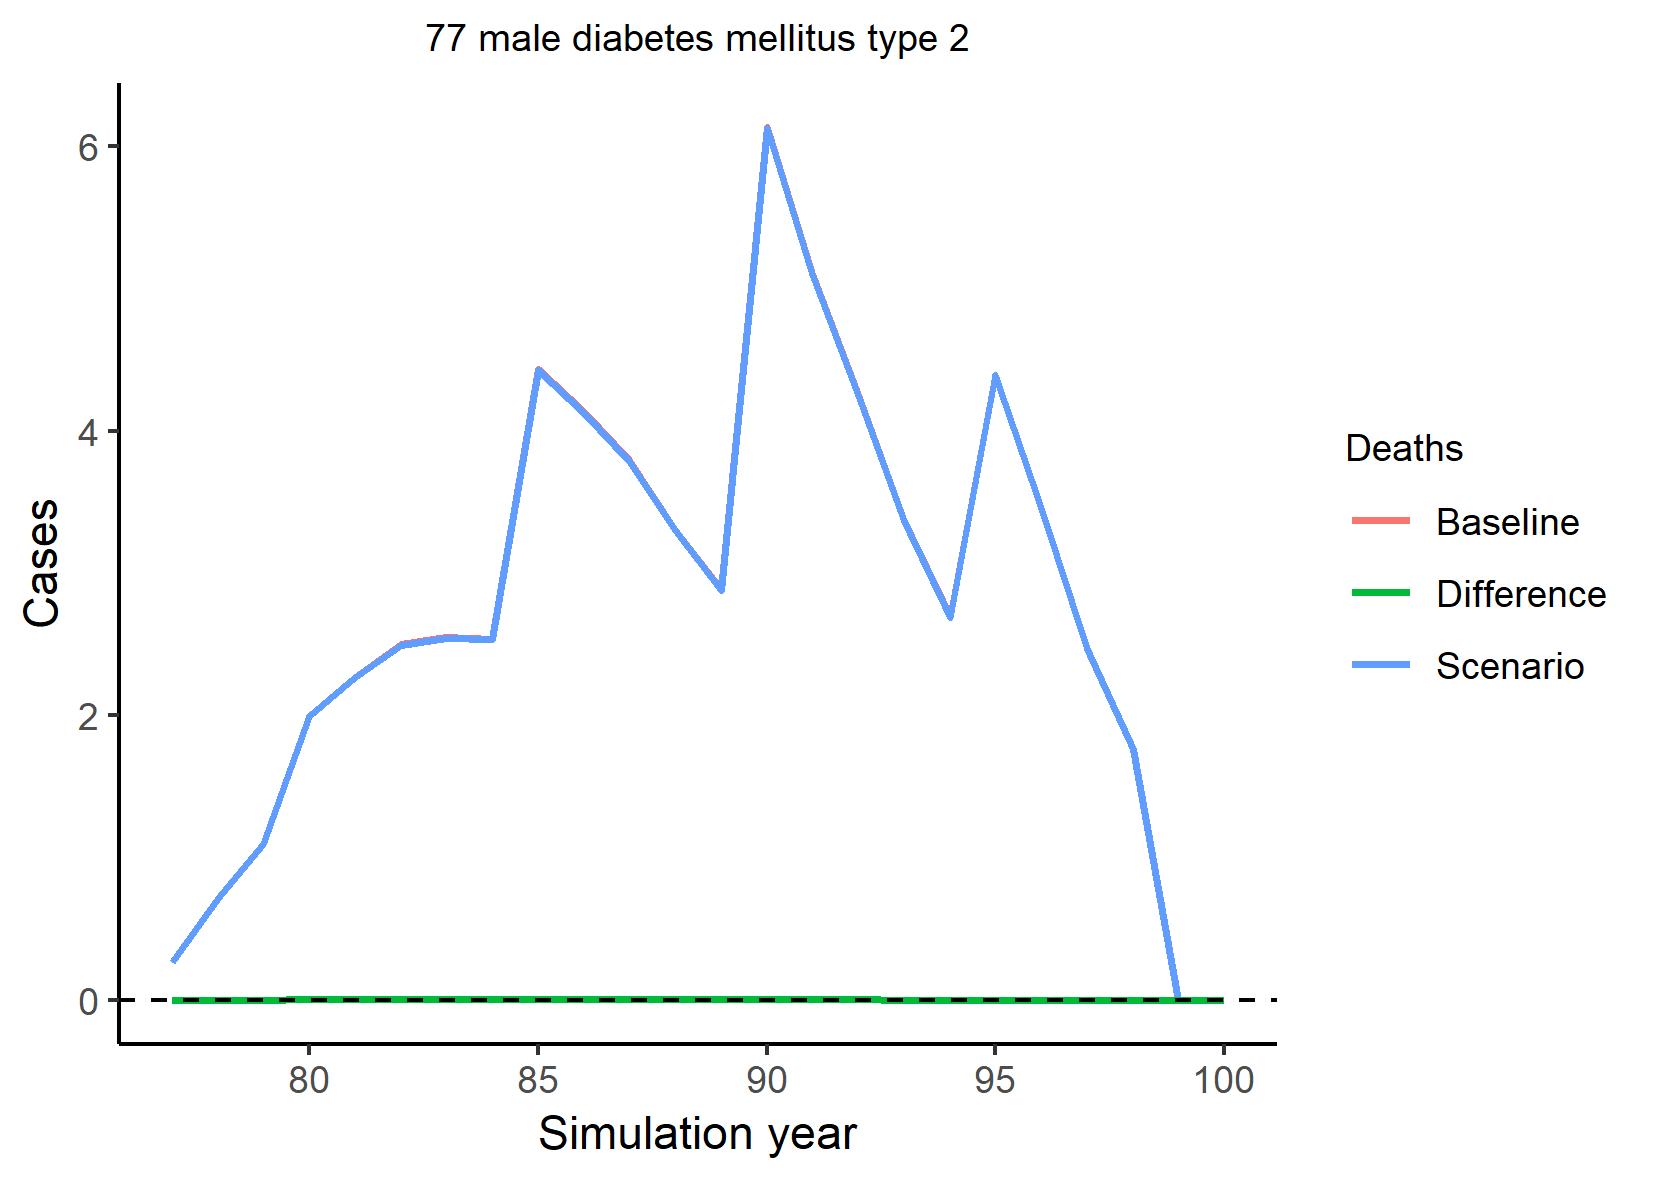 77 male diabetes mellitus type 2
Cases
6
4
2
0
80 85 90 95 100
Simulation year
Deaths
Baseline
Difference
Scenario